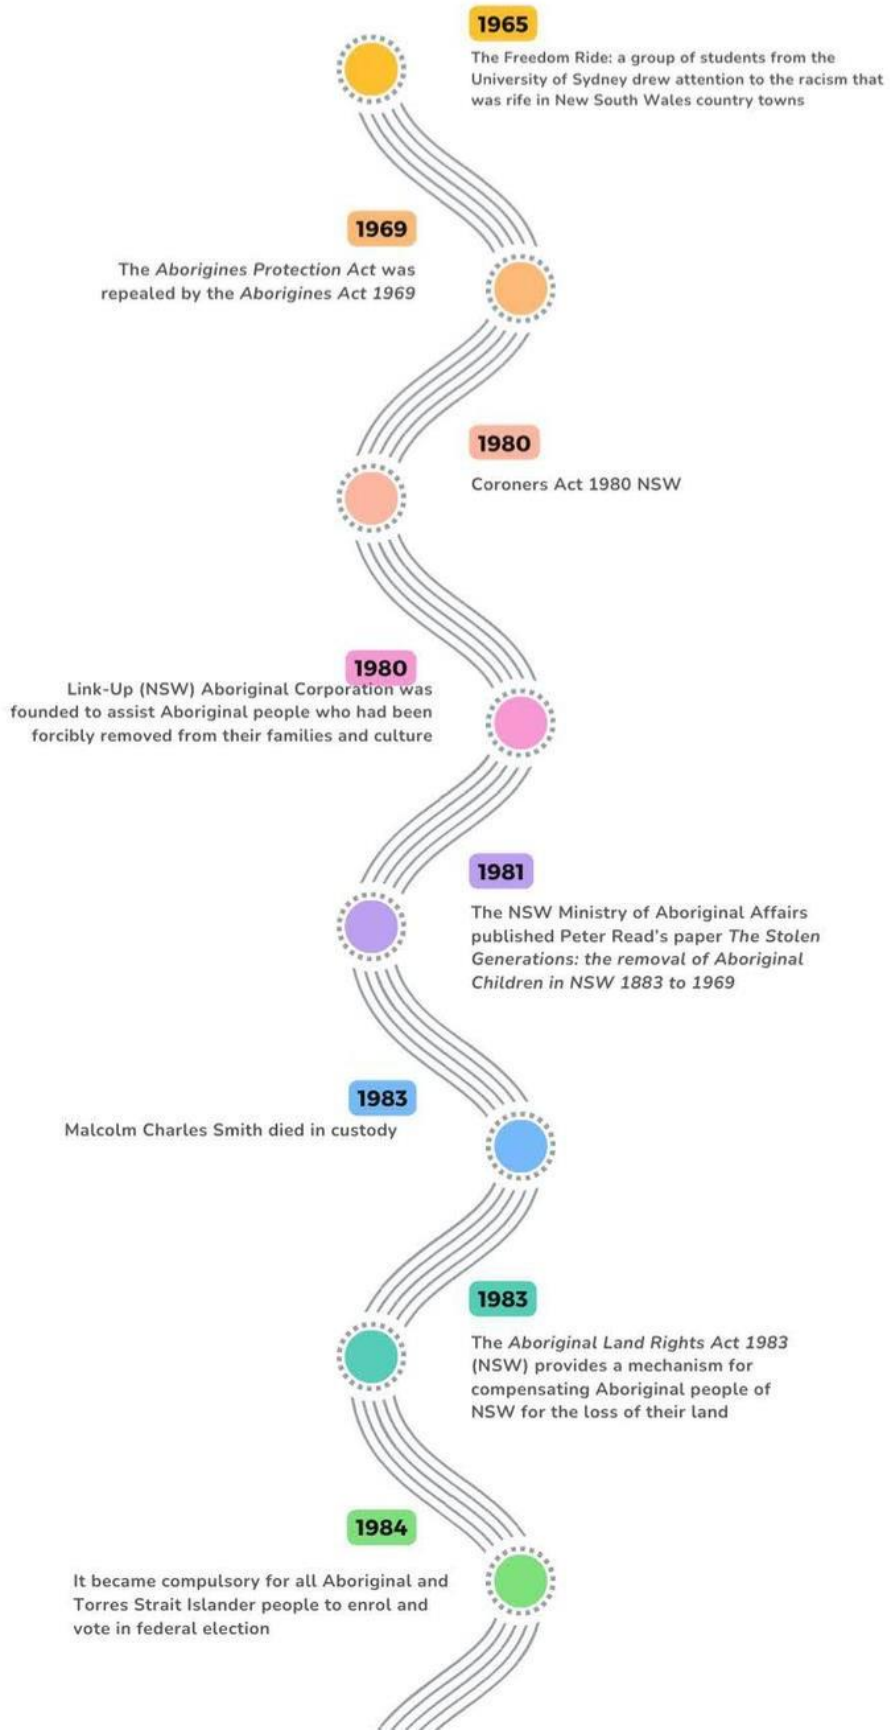 1965
The Freedom Ride: a group of students from the
University of Sydney drew attention to the racism that
was rife in New South Wales country towns
1969
The Aborigines Protection Act was
repealed by the Aborigines Act 1969
1980
Coroners Act 1980 NSW
1980
Link-Up (NSW) Aboriginal Corporation was
founded to assist Aboriginal people who had been
forcibly removed from their families and culture
1981
The NSW Ministry of Aboriginal Affairs
published Peter Read's paper The Stolen
Generations: the removal of Aboriginal
Children in NSW 1883 to 1969
1983
Malcolm Charles Smith died in custody
1983
The Aboriginal Land Rights Act 1983
(NSW) provides a mechanism for
compensating Aboriginal people of
NSW for the loss of their land
1984
It became compulsory for all Aboriginal and
Torres Strait Islander people to enrol and
vote in federal election